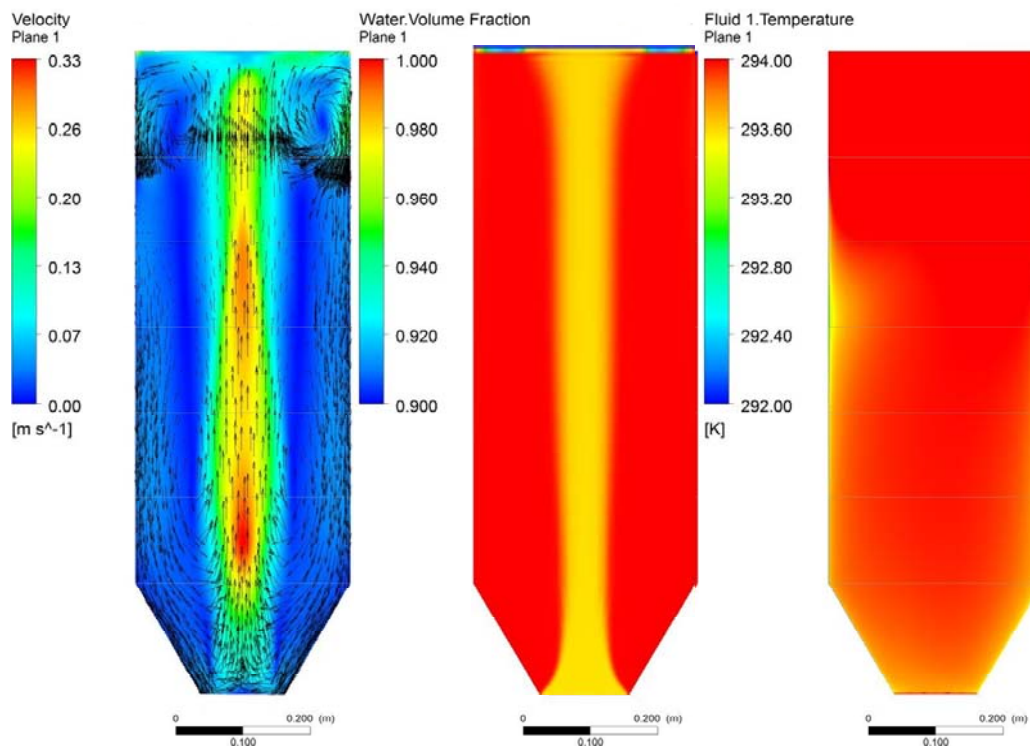 Velocity
Plane 1
0.33
0.26
0.20
0.13
0.07
0.00
[m s^-1]
0 0.200 (m)
0.100
Water.Volume Fraction
Plane 1
1.000
0.980
0.960
0.940
0.920
0.900
0 0.200 (m)
0.100
Fluid 1.Temperature
Plane 1
294.00
293.60
293.20
292.80
292.40
292.00
[K]
0 0.200 (m)
0.100